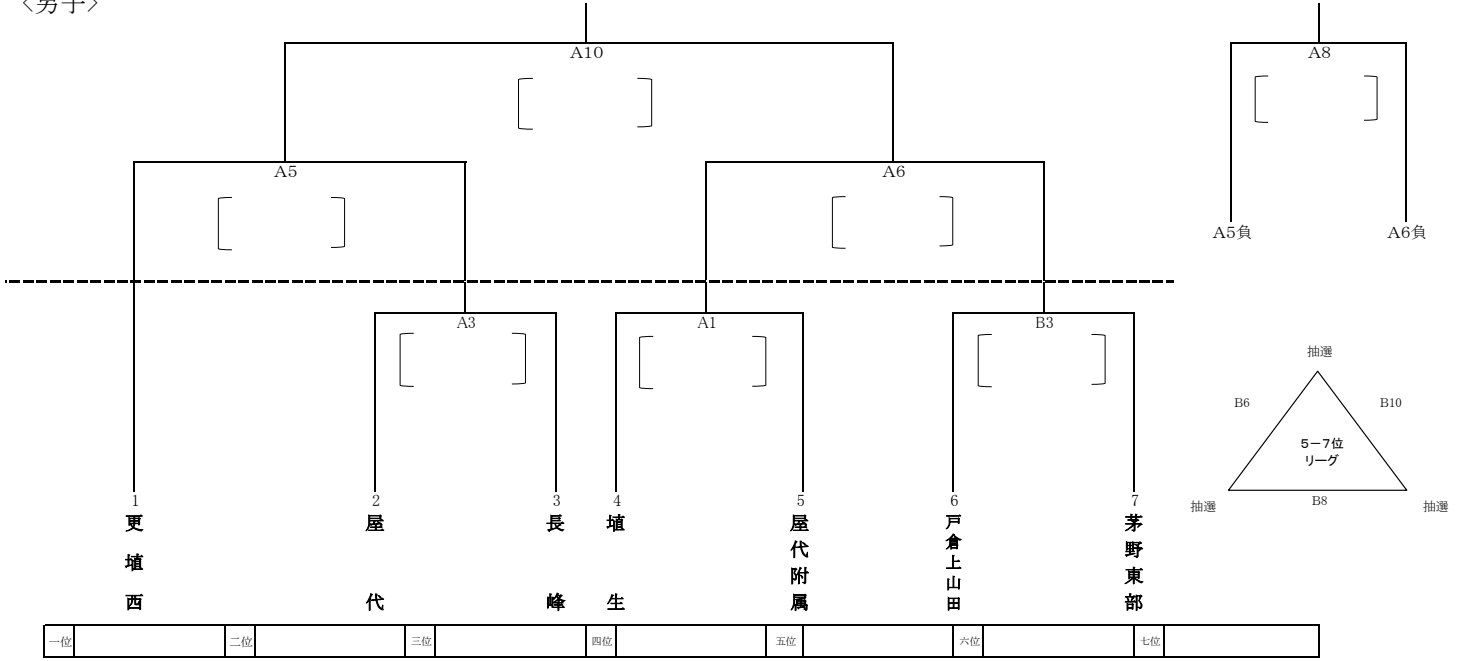 〈男子〉
A10
A8
A5
A6
A5負
A6負
A3
A1
B3
抽選
B6
B10
5－7位
リーグ
抽選
B8
抽選
1
2
3
4
5
6
7
更埴西
屋代
長峰
埴生
屋代附属
戸倉上山田
茅野東部
一位
二位
三位
四位
五位
六位
七位